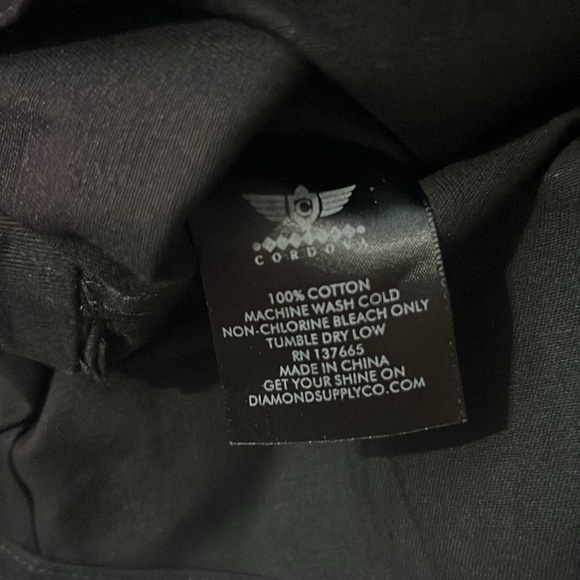 C
CORDOVA
100% COTTON
MACHINE WASH COLD
NON-CHLORINE BLEACH ONLY
TUMBLE DRY LOW
RN 137665
MADE IN CHINA
GET YOUR SHINE ON
DIAMONDSUPPLYCO.COM